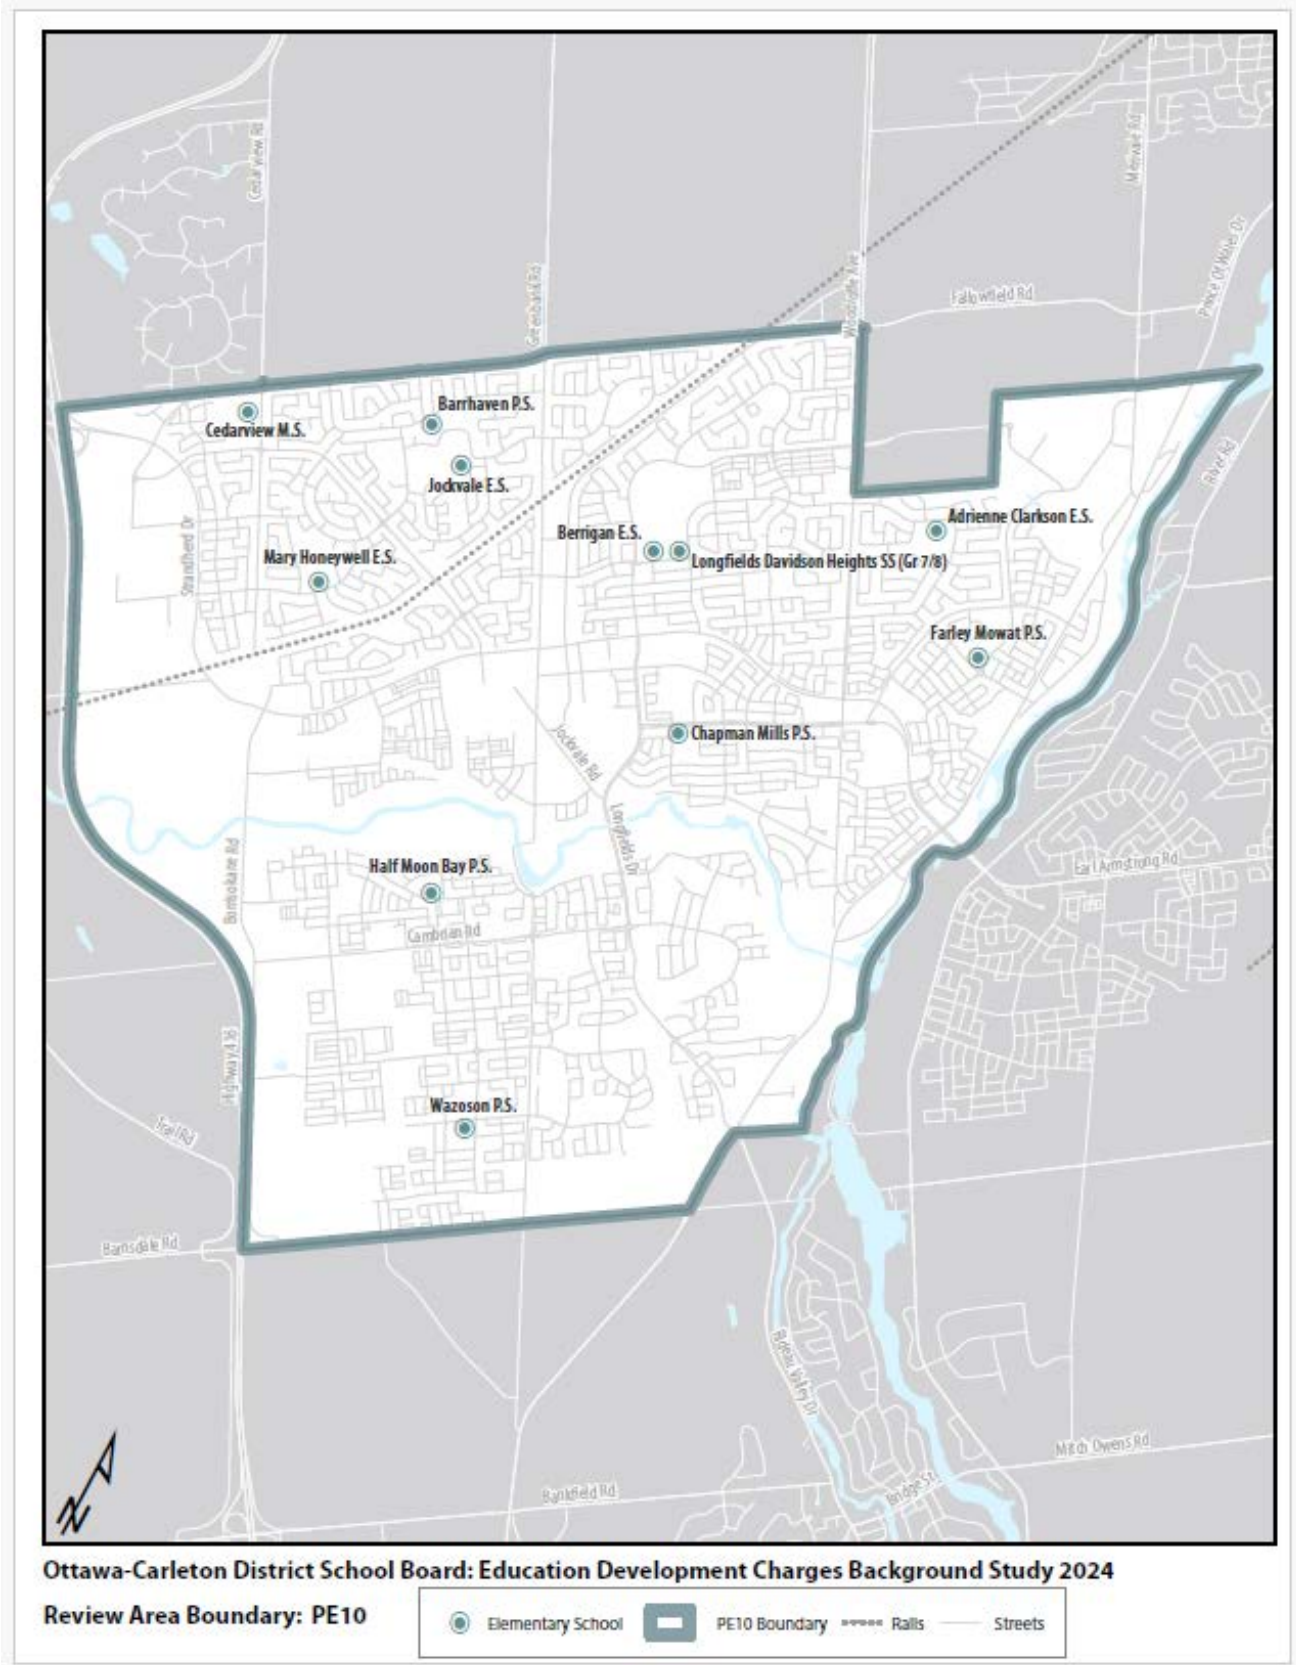 Cedarview Rd
Merivale Rd
Prince Of Wales Dr
Greenbank Rd
Woodroffe Ave
Fallowfield Rd
Barrhaven P.S.
Cedarview M.S.
River Rd
Jockvale E.S.
Strandherd Dr
Adrienne Clarkson E.S.
Berrigan E.S.
Mary Honeywell E.S.
Longfields Davidson Heights SS (Gr 7/8)
Farley Mowat P.S.
Jockvale Rd
Chapman Mills P.S.
Longfields Dr
Borrisokane Rd
Half Moon Bay P.S.
Earl Armstrong Rd
Cambrian Rd
Highway 416
Wazoson P.S.
Trail Rd
Barnsdale Rd
Rideau Valley Dr
Mitch Owens Rd
Bankfield Rd
Bridge St
N
Ottawa-Carleton District School Board: Education Development Charges Background Study 2024
Review Area Boundary: PE10
Elementary School PE10 Boundary Rails Streets